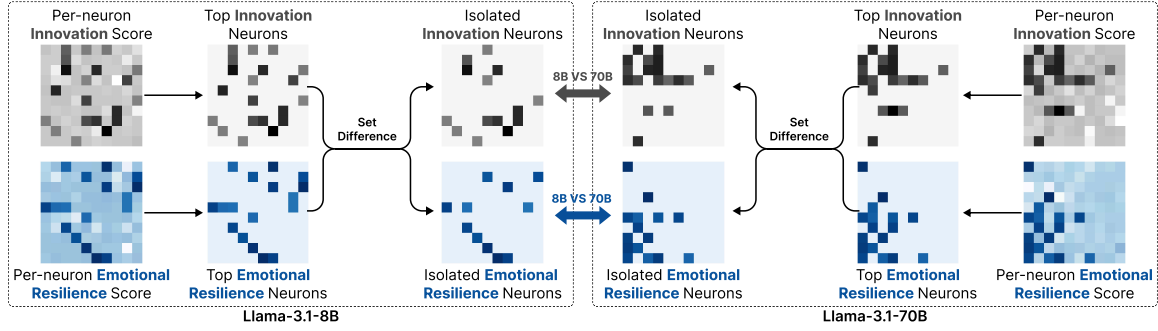 Per-neuron
Innovation Score
Top Innovation
Neurons
Isolated
Innovation Neurons
Isolated
Innovation Neurons
Top Innovation
Neurons
Per-neuron
Innovation Score
8B VS 70B
Set
Difference
Set
Difference
8B VS 70B
Per-neuron Emotional
Resilience Score
Top Emotional
Resilience Neurons
Isolated Emotional
Resilience Neurons
Isolated Emotional
Resilience Neurons
Top Emotional
Resilience Neurons
Per-neuron Emotional
Resilience Score
Llama-3.1-8B
Llama-3.1-70B